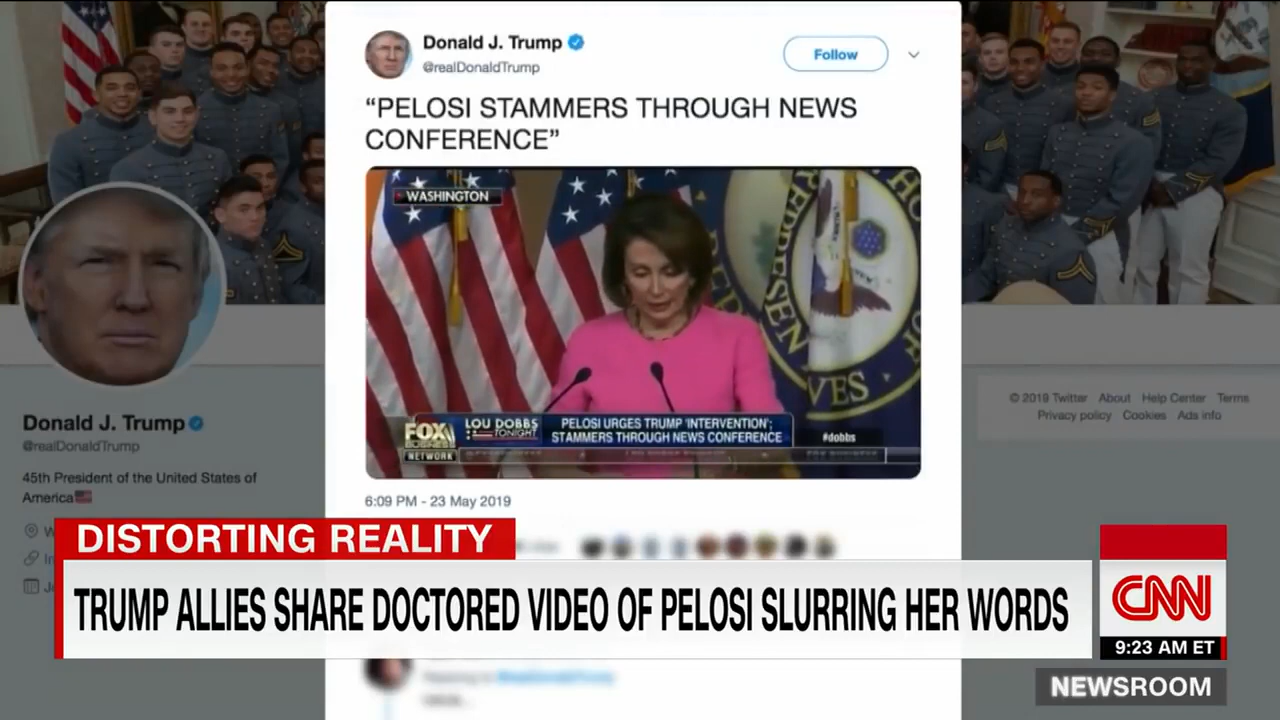 Donald J. Trump
@realDonaldTrump
Follow
“PELOSI STAMMERS THROUGH NEWS
CONFERENCE”
WASHINGTON
VES
FOX
BUSINESS
NETWORK
LOU DOBBS
TONIGHT
PELOSI URGES TRUMP 'INTERVENTION';
STAMMERS THROUGH NEWS CONFERENCE
#dobbs
6:09 PM - 23 May 2019
Donald J. Trump
@realDonaldTrump
45th President of the United States of
America
© 2019 Twitter About Help Center Terms
Privacy policy Cookies Ads info
DISTORTING REALITY
TRUMP ALLIES SHARE DOCTORED VIDEO OF PELOSI SLURRING HER WORDS
CNN
9:23 AM ET
NEWSROOM